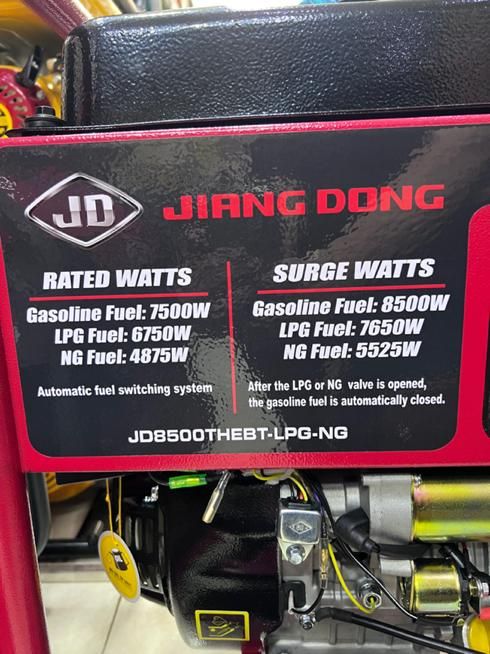 JD
JIANG DONG
RATED WATTS
Gasoline Fuel: 7500W
LPG Fuel: 6750W
NG Fuel: 4875W
Automatic fuel switching system
SURGE WATTS
Gasoline Fuel: 8500W
LPG Fuel: 7650W
NG Fuel: 5525W
After the LPG or NG valve is opened,
the gasoline fuel is automatically closed.
JD8500THEBT-LPG-NG